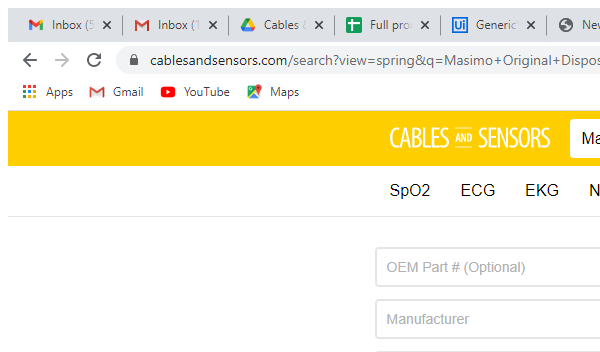 Inbox (5 Inbox (1 Cables & Full pro Generic Nev
cablesandsensors.com/search?view=spring&q=Masimo+Original+Dispos
Apps Gmail YouTube Maps
CABLES AND SENSORS Ma
SpO2 ECG EKG N
OEM Part # (Optional)
Manufacturer